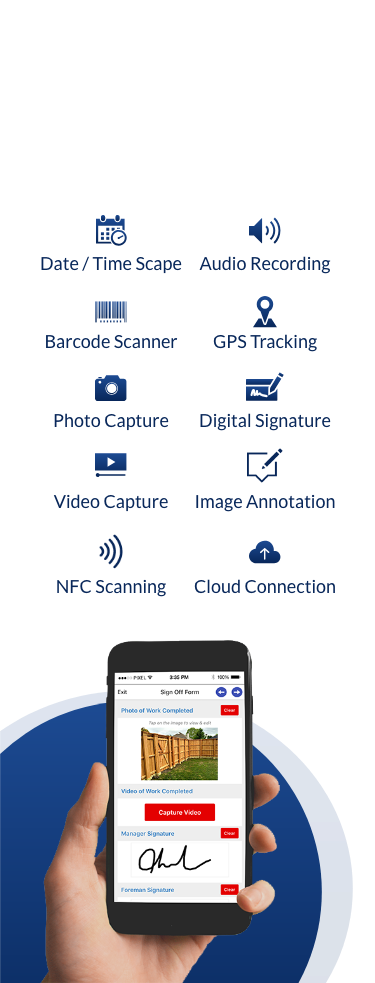 Date / Time Scape
Audio Recording
Barcode Scanner
GPS Tracking
Photo Capture
Digital Signature
Video Capture
Image Annotation
NFC Scanning
Cloud Connection
PIXEL 3:35 PM 100%
Exit Sign Off Form
Photo of Work Completed Clear
Tap on the image to view & edit
Video of Work Completed
Capture Video
Manager Signature Clear
Foreman Signature Clear